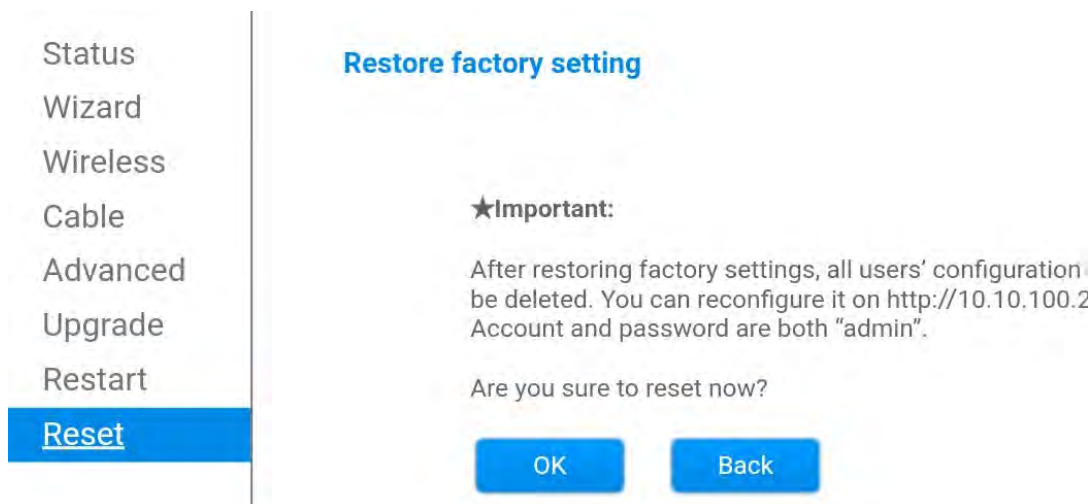 Status
Wizard
Wireless
Cable
Advanced
Upgrade
Restart
Reset
Restore factory setting
★Important:
After restoring factory settings, all users’ configuration
be deleted. You can reconfigure it on http://10.10.100.2
Account and password are both “admin”.
Are you sure to reset now?
OK
Back